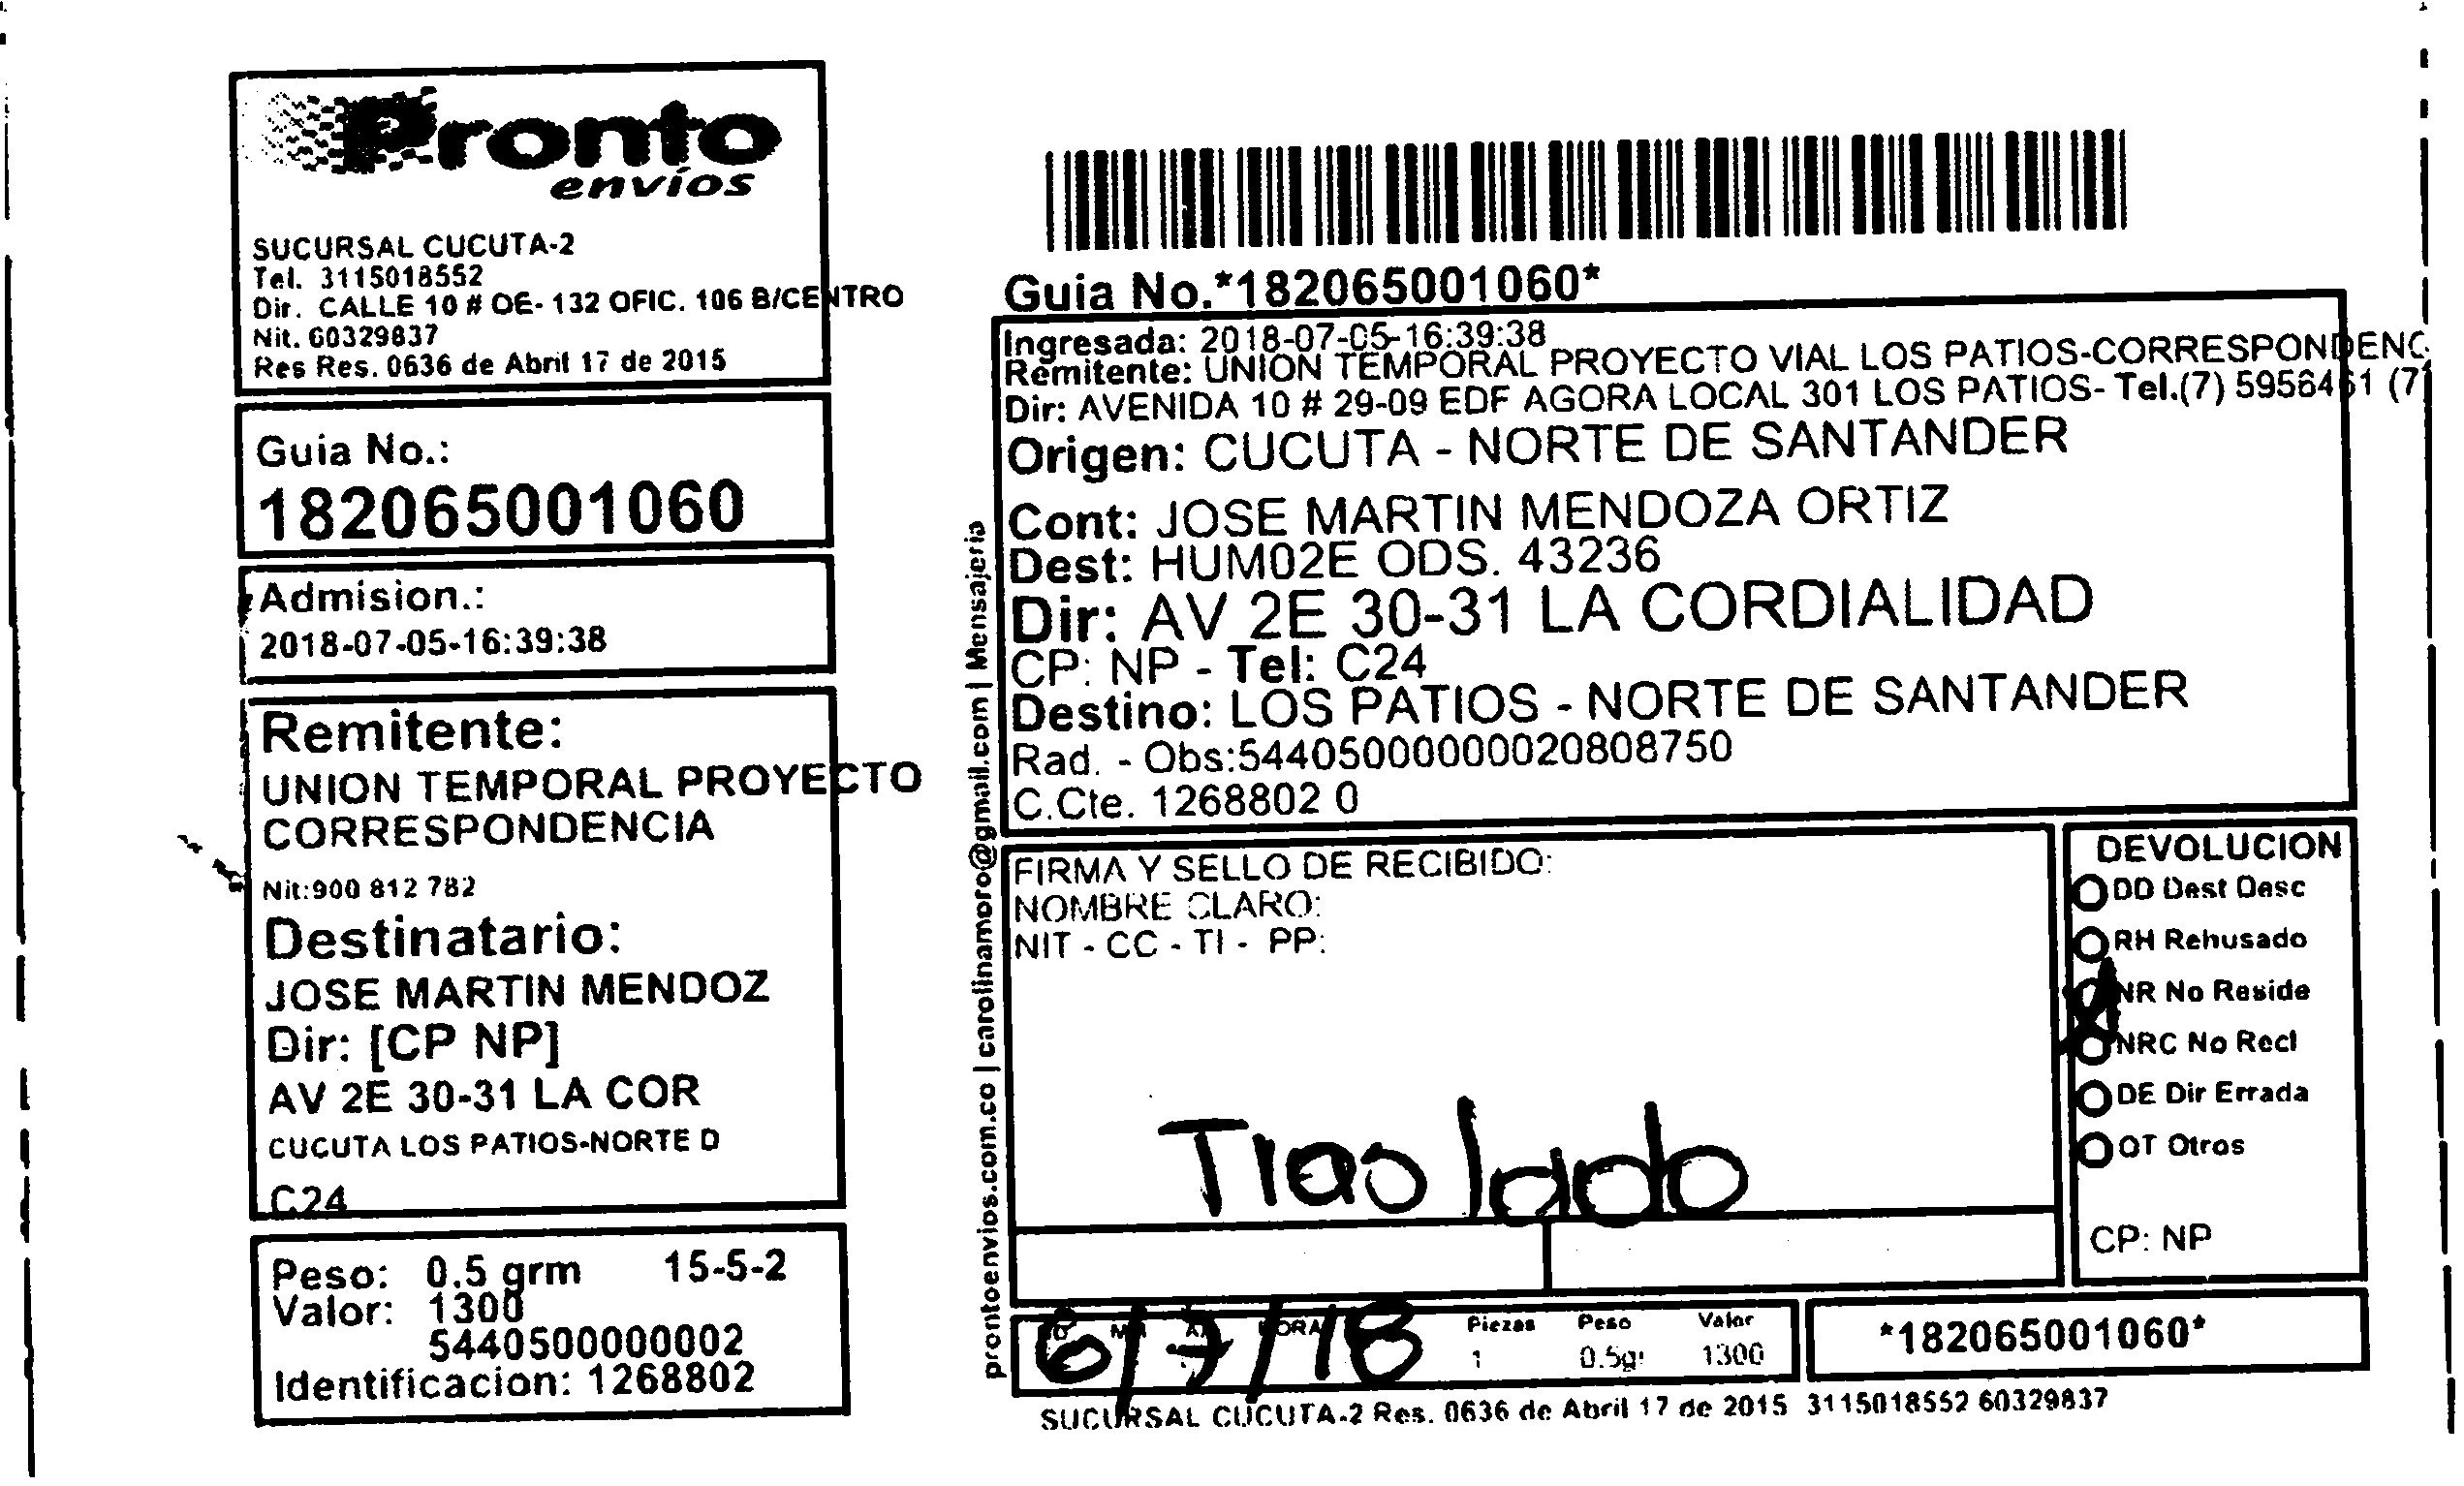 Pronto
envíos
SUCURSAL CUCUTA-2
Tel. 3115018552
Dir. CALLE 10 # OE- 132 OFIC. 106 B/CENTRO
Nit. 60329837
Res Res. 0636 de Abril 17 de 2015
Guia No.:
182065001060
Admision.:
2018-07-05-16:39:38
Remitente:
UNION TEMPORAL PROYECTO
CORRESPONDENCIA
Nit:900 812 782
Destinatario:
JOSE MARTIN MENDOZ
Dir: [CP NP]
AV 2E 30-31 LA COR
CUCUTA LOS PATIOS-NORTE D
C24
Peso: 0.5 grm 15-5-2
Valor: 1300
5440500000002
Identificacion: 1268802
prontoenvios.com.co | carolinamoro@gmail.com | Mensajeria
Guia No.*182065001060*
Ingresada: 2018-07-05-16:39:38
Remitente: UNION TEMPORAL PROYECTO VIAL LOS PATIOS-CORRESPONDENC
Dir: AVENIDA 10 # 29-09 EDF AGORA LOCAL 301 LOS PATIOS- Tel.(7) 5956461 (7)
Origen: CUCUTA - NORTE DE SANTANDER
Cont: JOSE MARTIN MENDOZA ORTIZ
Dest: HUM02E ODS. 43236
Dir: AV 2E 30-31 LA CORDIALIDAD
CP: NP - Tel: C24
Destino: LOS PATIOS - NORTE DE SANTANDER
Rad. - Obs:544050000000020808750
C.Cte. 1268802 0
FIRMA Y SELLO DE RECIBIDO:
NOMBRE CLARO:
NIT - CC - TI - PP:
Traslado
DEVOLUCION
DD Dest Desc
RH Rehusado
NR No Reside
NRC No Recl
DE Dir Errada
OT Otros
CP: NP
6/7/18
Piezas Peso Valor
1 0.5gr 1300
*182065001060*
SUCURSAL CUCUTA-2 Res. 0636 de Abril 17 de 2015 3115018552 60329837